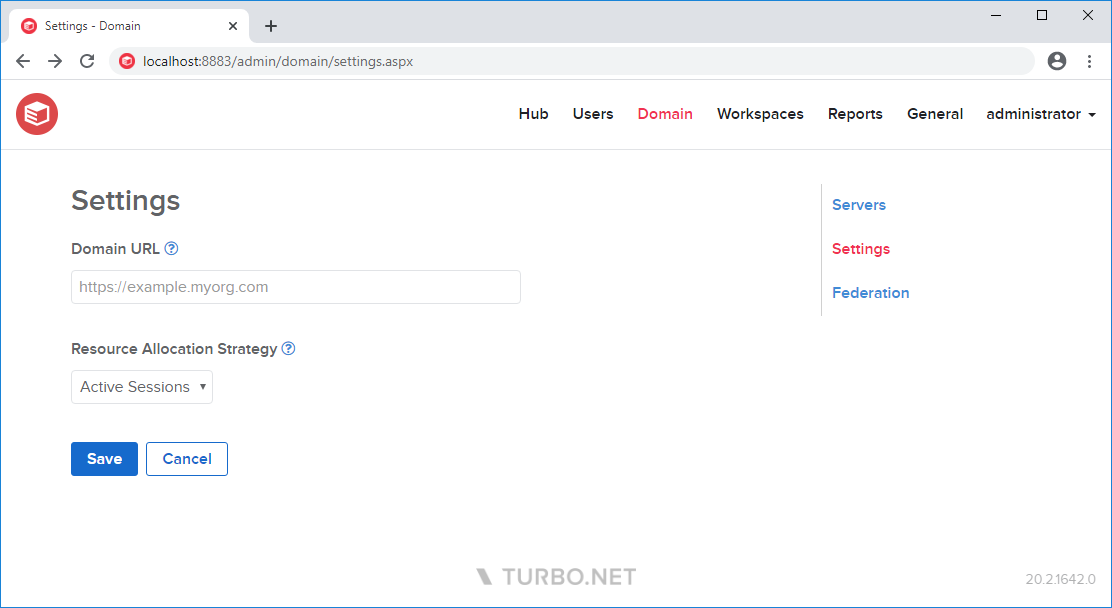 Settings - Domain
localhost:8883/admin/domain/settings.aspx
Hub Users Domain Workspaces Reports General administrator
Settings
Domain URL ?
https://example.myorg.com
Resource Allocation Strategy ?
Active Sessions
Save Cancel
Servers
Settings
Federation
TURBO.NET
20.2.1642.0